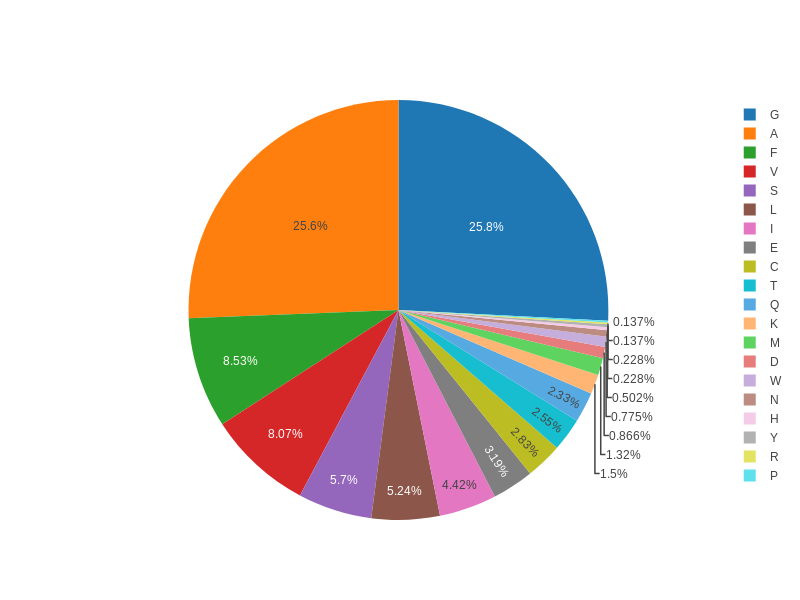 25.8%
25.6%
8.53%
8.07%
5.7%
5.24%
4.42%
3.19%
2.83%
2.55%
2.33%
0.137%
0.137%
0.228%
0.228%
0.502%
0.775%
0.866%
1.32%
1.5%
G
A
F
V
S
L
I
E
C
T
Q
K
M
D
W
N
H
Y
R
P